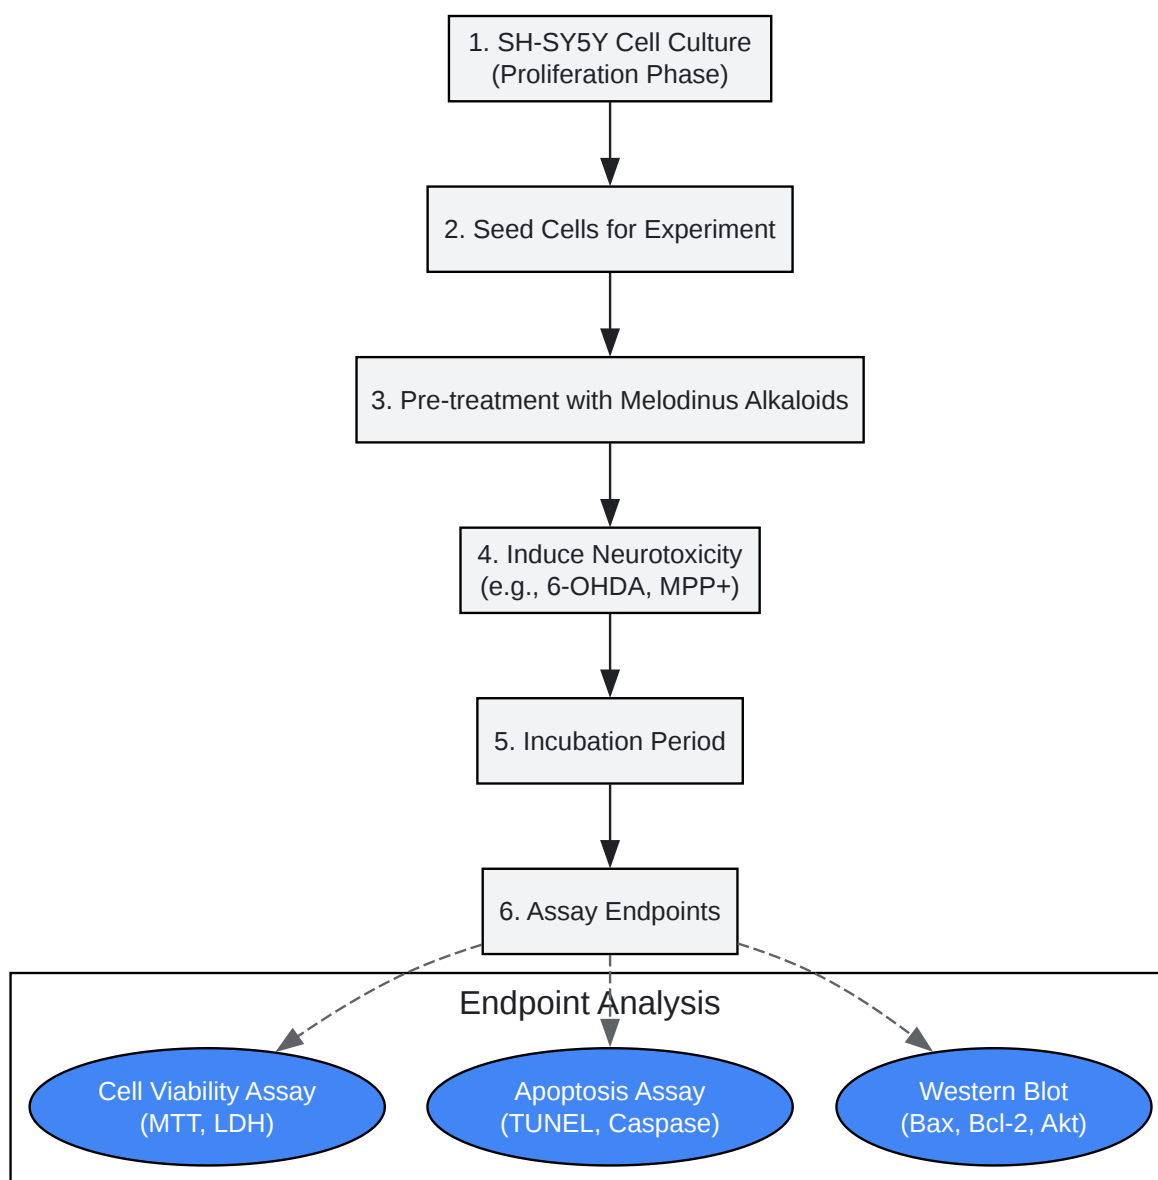 1. SH-SY5Y Cell Culture
(Proliferation Phase)
2. Seed Cells for Experiment
3. Pre-treatment with Melodinus Alkaloids
4. Induce Neurotoxicity
(e.g., 6-OHDA, MPP+)
5. Incubation Period
6. Assay Endpoints
Endpoint Analysis
Cell Viability Assay
(MTT, LDH)
Apoptosis Assay
(TUNEL, Caspase)
Western Blot
(Bax, Bcl-2, Akt)